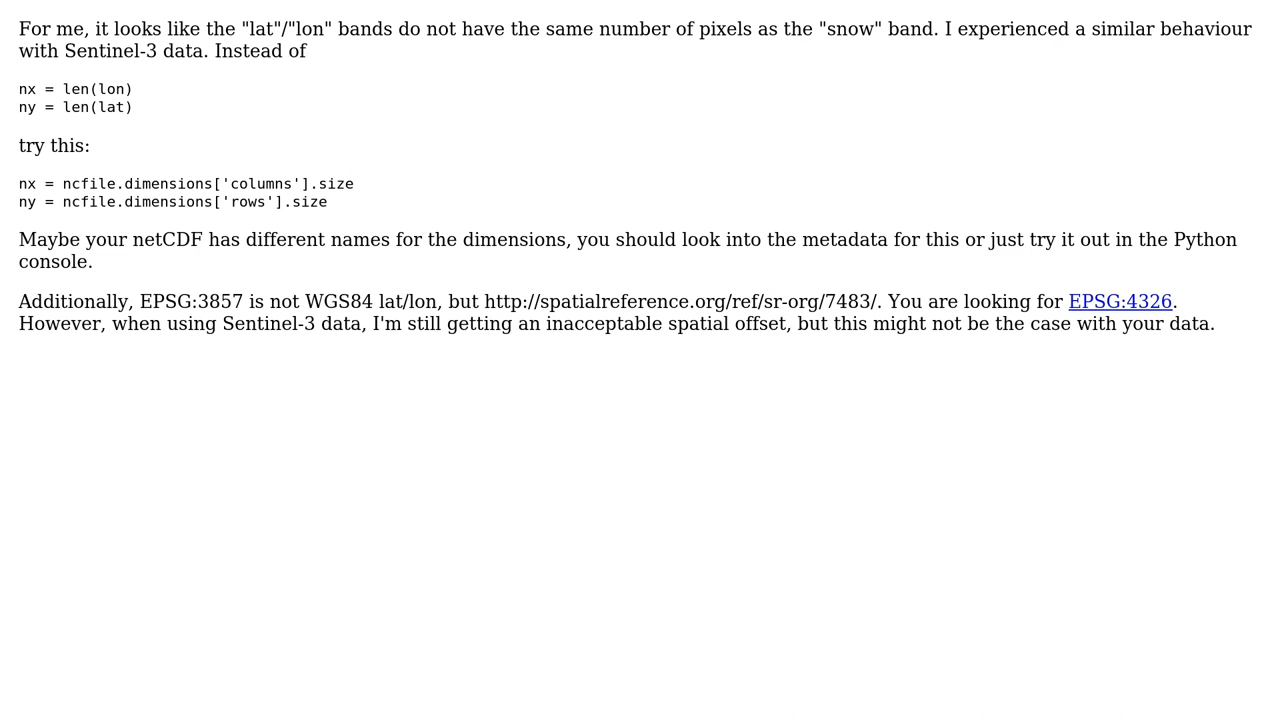 For me, it looks like the "lat"/"lon" bands do not have the same number of pixels as the "snow" band. I experienced a similar behaviour
with Sentinel-3 data. Instead of
nx = len(lon)
ny = len(lat)
try this:
nx = ncfile.dimensions['columns'].size
ny = ncfile.dimensions['rows'].size
Maybe your netCDF has different names for the dimensions, you should look into the metadata for this or just try it out in the Python
console.
Additionally, EPSG:3857 is not WGS84 lat/lon, but http://spatialreference.org/ref/sr-org/7483/. You are looking for EPSG:4326.
However, when using Sentinel-3 data, I'm still getting an inacceptable spatial offset, but this might not be the case with your data.